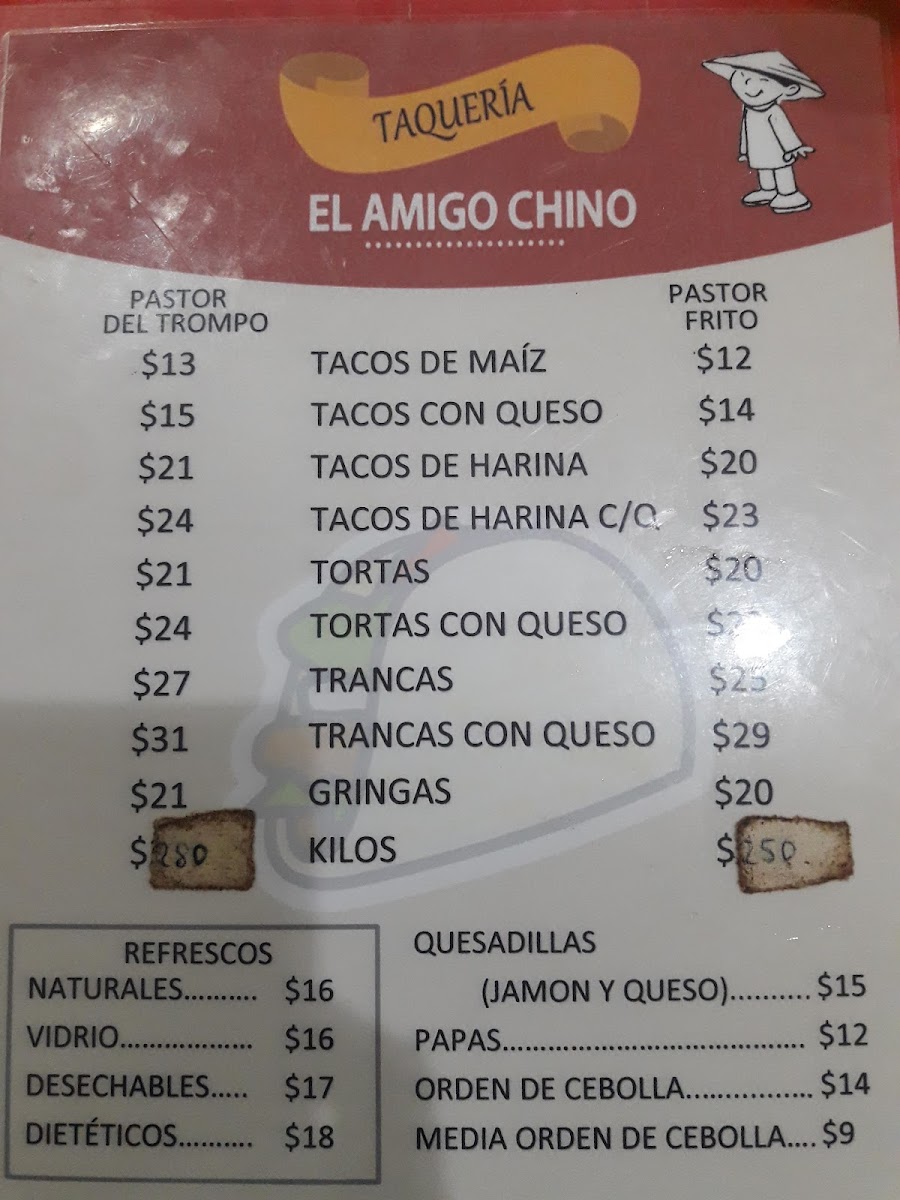 TAQUERÍA
EL AMIGO CHINO
PASTOR DEL TROMPO
PASTOR FRITO
$13 TACOS DE MAÍZ $12
$15 TACOS CON QUESO $14
$21 TACOS DE HARINA $20
$24 TACOS DE HARINA C/Q $23
$21 TORTAS $20
$24 TORTAS CON QUESO
$27 TRANCAS $25
$31 TRANCAS CON QUESO $29
$21 GRINGAS $20
$280 KILOS $250
REFRESCOS
NATURALES.......... $16
VIDRIO.................. $16
DESECHABLES..... $17
DIETÉTICOS.......... $18
QUESADILLAS
(JAMON Y QUESO).......... $15
PAPAS........................................ $12
ORDEN DE CEBOLLA................. $14
MEDIA ORDEN DE CEBOLLA.... $9